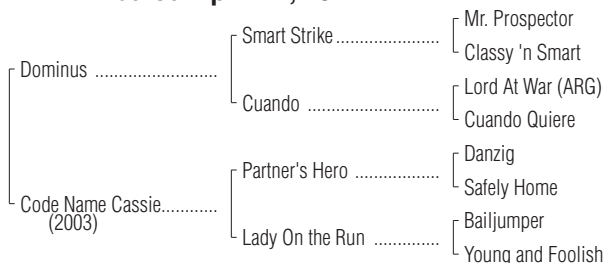 Mr. Prospector
Smart Strike....................
Classy 'n Smart
Dominus .......................
Lord At War (ARG)
Cuando .........................
Cuando Quiere
Danzig
Partner's Hero ................
Safely Home
Code Name Cassie...........
(2003)
Bailjumper
Lady On the Run .............
Young and Foolish